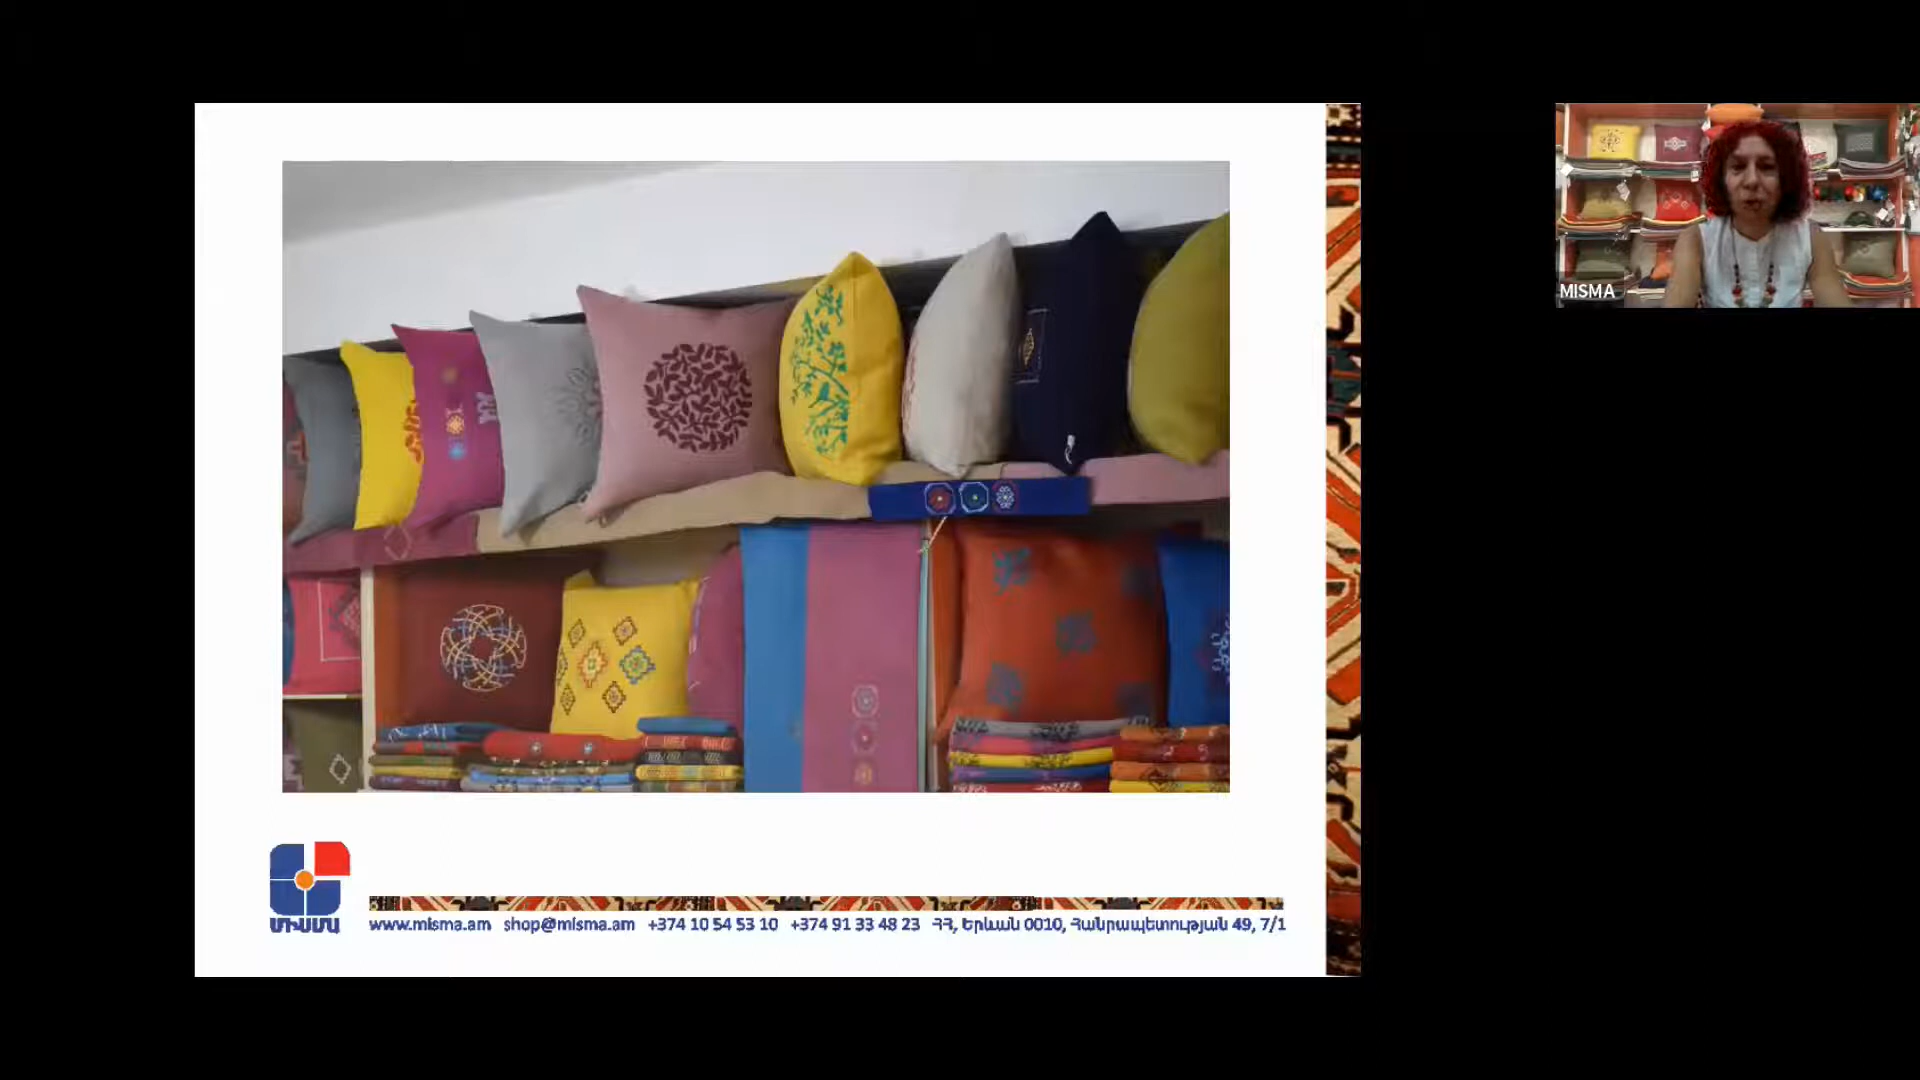 MISMA
ՄԻՍՄԱ
www.misma.am shop@misma.am +374 10 54 53 10 +374 91 33 48 23 ՀՀ, Երևան 0010, Հանրապետության 49, 7/1